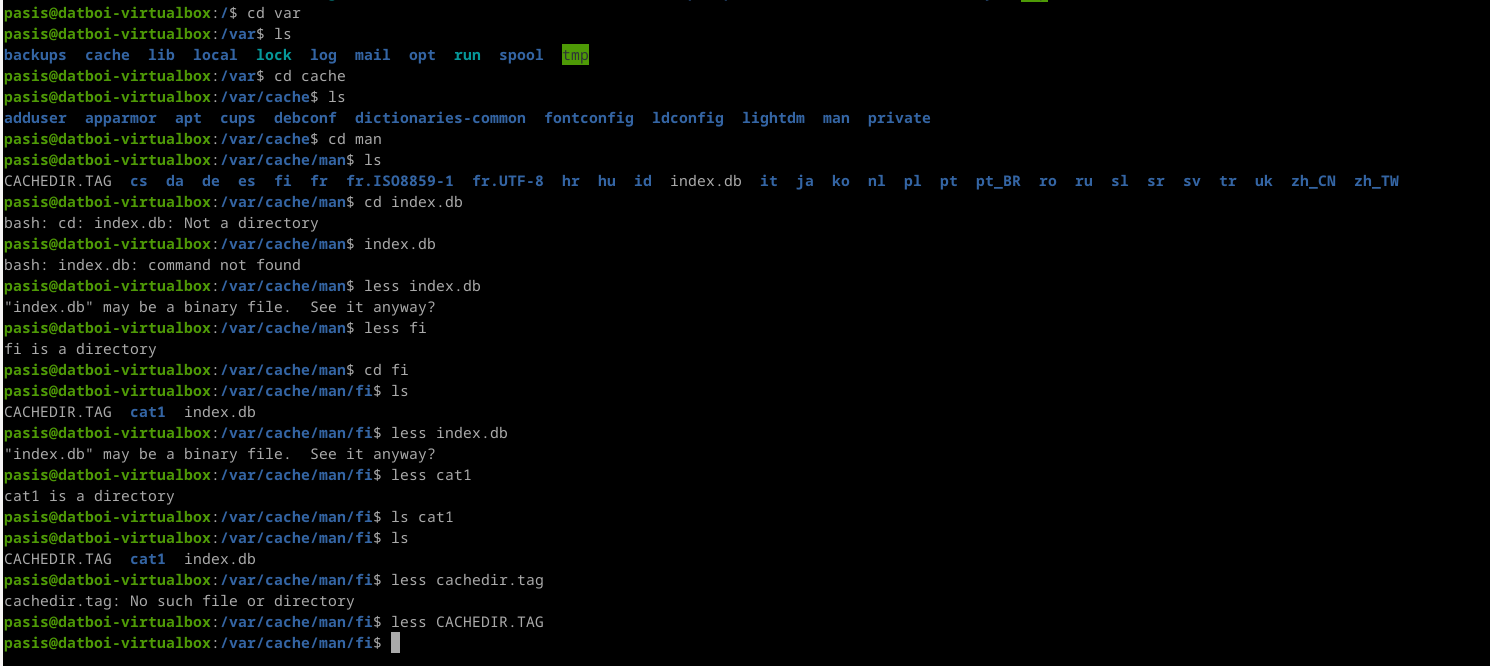 pasis@datboi-virtualbox:/$ cd var
pasis@datboi-virtualbox:/var$ ls
backups  cache  lib  local  lock  log  mail  opt  run  spool  tmp
pasis@datboi-virtualbox:/var$ cd cache
pasis@datboi-virtualbox:/var/cache$ ls
adduser  apparmor  apt  cups  debconf  dictionaries-common  fontconfig  ldconfig  lightdm  man  private
pasis@datboi-virtualbox:/var/cache$ cd man
pasis@datboi-virtualbox:/var/cache/man$ ls
CACHEDIR.TAG  cs  da  de  es  fi  fr  fr.ISO8859-1  fr.UTF-8  hr  hu  id  index.db  it  ja  ko  nl  pl  pt  pt_BR  ro  ru  sl  sr  sv  tr  uk  zh_CN  zh_TW
pasis@datboi-virtualbox:/var/cache/man$ cd index.db
bash: cd: index.db: Not a directory
pasis@datboi-virtualbox:/var/cache/man$ index.db
bash: index.db: command not found
pasis@datboi-virtualbox:/var/cache/man$ less index.db
"index.db" may be a binary file.  See it anyway?
pasis@datboi-virtualbox:/var/cache/man$ less fi
fi is a directory
pasis@datboi-virtualbox:/var/cache/man$ cd fi
pasis@datboi-virtualbox:/var/cache/man/fi$ ls
CACHEDIR.TAG  cat1  index.db
pasis@datboi-virtualbox:/var/cache/man/fi$ less index.db
"index.db" may be a binary file.  See it anyway?
pasis@datboi-virtualbox:/var/cache/man/fi$ less cat1
cat1 is a directory
pasis@datboi-virtualbox:/var/cache/man/fi$ ls cat1
pasis@datboi-virtualbox:/var/cache/man/fi$ ls
CACHEDIR.TAG  cat1  index.db
pasis@datboi-virtualbox:/var/cache/man/fi$ less cachedir.tag
cachedir.tag: No such file or directory
pasis@datboi-virtualbox:/var/cache/man/fi$ less CACHEDIR.TAG
pasis@datboi-virtualbox:/var/cache/man/fi$